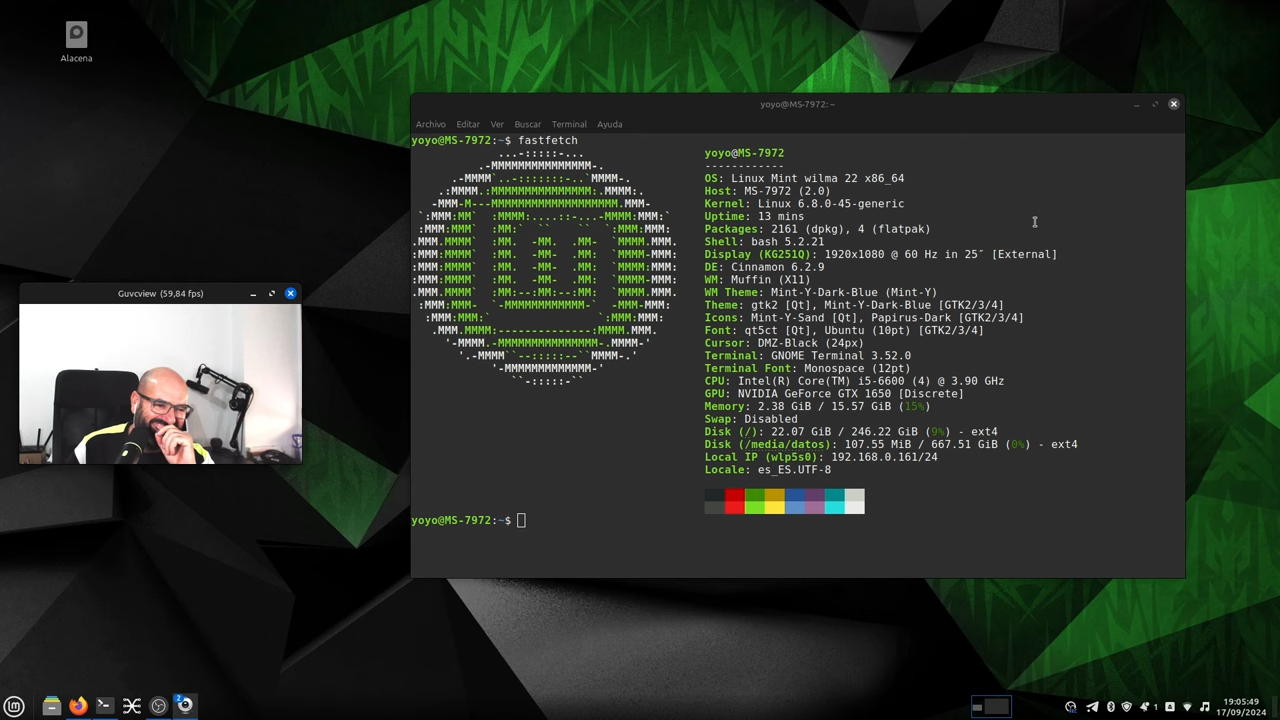 Alacena
yoyo@MS-7972: ~
Archivo Editar Ver Buscar Terminal Ayuda
yoyo@MS-7972:~$ fastfetch
yoyo@MS-7972
------------
OS: Linux Mint wilma 22 x86_64
Host: MS-7972 (2.0)
Kernel: Linux 6.8.0-45-generic
Uptime: 13 mins
Packages: 2161 (dpkg), 4 (flatpak)
Shell: bash 5.2.21
Display (KG251Q): 1920x1080 @ 60 Hz in 25″ [External]
DE: Cinnamon 6.2.9
WM: Muffin (X11)
WM Theme: Mint-Y-Dark-Blue (Mint-Y)
Theme: gtk2 [Qt], Mint-Y-Dark-Blue [GTK2/3/4]
Icons: Mint-Y-Sand [Qt], Papirus-Dark [GTK2/3/4]
Font: qt5ct [Qt], Ubuntu (10pt) [GTK2/3/4]
Cursor: DMZ-Black (24px)
Terminal: GNOME Terminal 3.52.0
Terminal Font: Monospace (12pt)
CPU: Intel(R) Core(TM) i5-6600 (4) @ 3.90 GHz
GPU: NVIDIA GeForce GTX 1650 [Discrete]
Memory: 2.38 GiB / 15.57 GiB (15%)
Swap: Disabled
Disk (/): 22.07 GiB / 246.22 GiB (9%) - ext4
Disk (/media/datos): 107.55 MiB / 667.51 GiB (0%) - ext4
Local IP (wlp5s0): 192.168.0.161/24
Locale: es_ES.UTF-8
yoyo@MS-7972:~$
Guvcview (59,84 fps)
2
1
19:05:49
17/09/2024